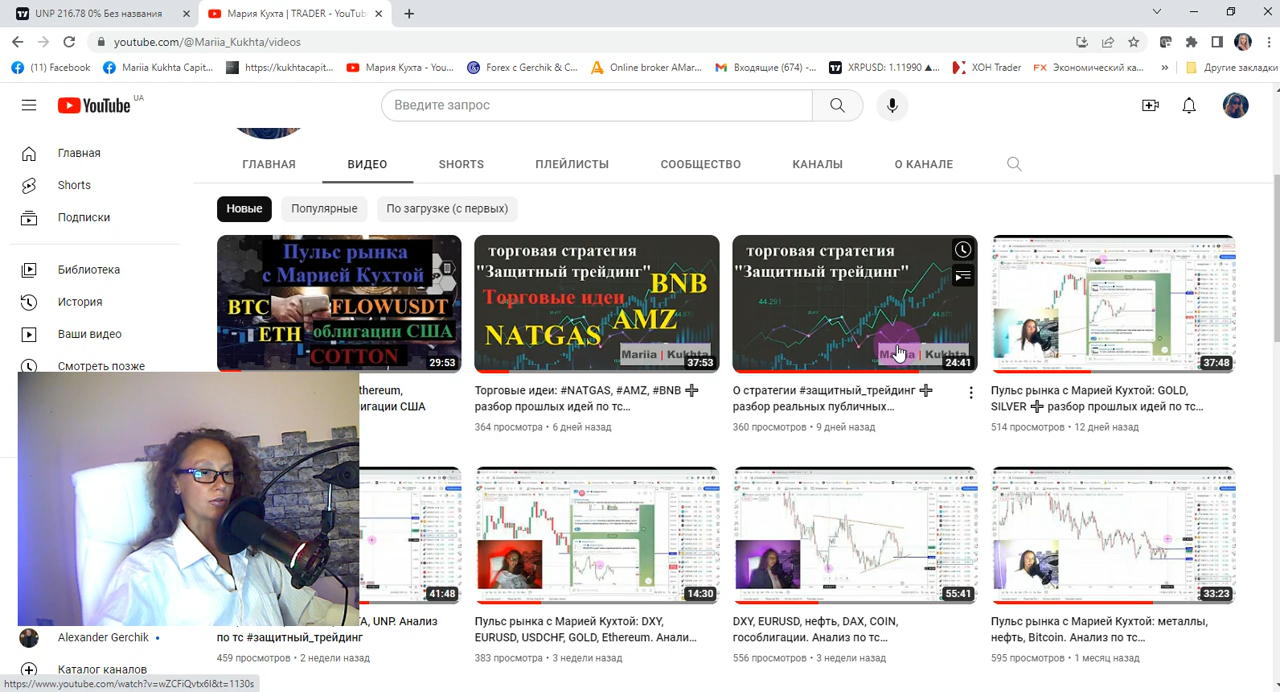 UNP 216.78 0% Без названия
Мария Кухта | TRADER - YouTub
youtube.com/@Mariia_Kukhta/videos
(11) Facebook
Mariia Kukhta Capit...
https://kukhtacapit...
Мария Кухта - You...
Forex c Gerchik & C...
Online broker AMar...
Входящие (674) -...
XRPUSD: 1.11990 ▲...
XOH Trader
FX Экономический ка...
»
Другие закладки
YouTube UA
Введите запрос
Главная
Shorts
Подписки
Библиотека
История
Ваши видео
Смотреть позже
Alexander Gerchik •
Каталог каналов
ГЛАВНАЯ
ВИДЕО
SHORTS
ПЛЕЙЛИСТЫ
СООБЩЕСТВО
КАНАЛЫ
О КАНАЛЕ
Новые
Популярные
По загрузке (с первых)
Пульс рынка
с Марией Кухтой
BTC
FLOWUSDT
ETH облигации США
COTTON
29:53
торговая стратегия
"Защитный трейдинг"
Торговые идеи
BNB
AMZ
NATGAS
Mariia | Kukhta
37:53
торговая стратегия
"Защитный трейдинг"
44.291
24:41
37:48
Торговые идеи: #NATGAS, #AMZ, #BNB ➕
разбор прошлых идей по тс...
364 просмотра • 6 дней назад
О стратегии #защитный_трейдинг ➕
разбор реальных публичных...
360 просмотров • 9 дней назад
Пульс рынка с Марией Кухтой: GOLD,
SILVER ➕ разбор прошлых идей по тс...
514 просмотров • 12 дней назад
41:48
14:30
55:41
33:23
по тс #защитный_трейдинг
459 просмотров • 2 недели назад
Пульс рынка с Марией Кухтой: DXY,
EURUSD, USDCHF, GOLD, Ethereum. Анали...
383 просмотра • 3 недели назад
DXY, EURUSD, нефть, DAX, COIN,
гособлигации. Анализ по тс...
556 просмотров • 3 недели назад
Пульс рынка с Марией Кухтой: металлы,
нефть, Bitcoin. Анализ по тс...
595 просмотров • 1 месяц назад
https://www.youtube.com/watch?v=wZCFiQvtx6I&t=1130s